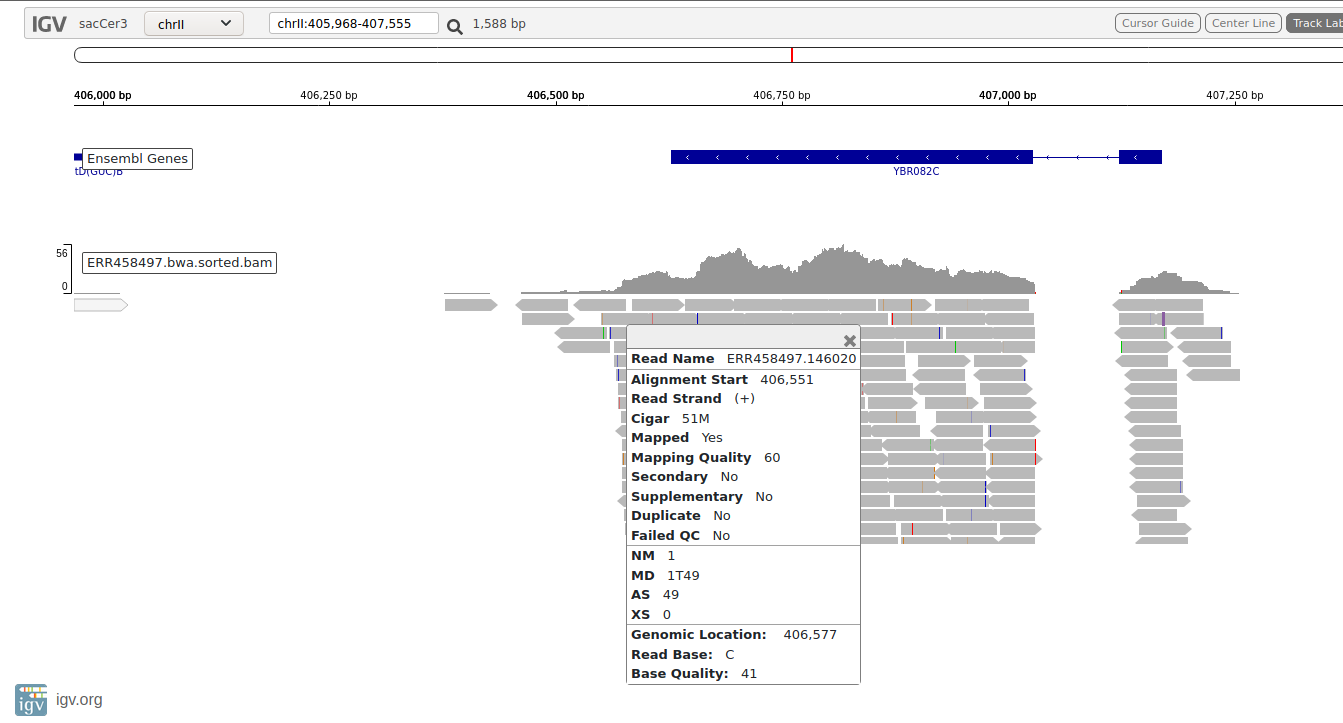 IGV sacCer3 chrII chrII:405,968-407,555 1,588 bp Cursor Guide Center Line Track Lab
406,000 bp 406,250 bp 406,500 bp 406,750 bp 407,000 bp 407,250 bp
Ensembl Genes
tD(GUC)B YBR082C
56
ERR458497.bwa.sorted.bam
0
Read Name ERR458497.146020
Alignment Start 406,551
Read Strand (+)
Cigar 51M
Mapped Yes
Mapping Quality 60
Secondary No
Supplementary No
Duplicate No
Failed QC No
NM 1
MD 1T49
AS 49
XS 0
Genomic Location: 406,577
Read Base: C
Base Quality: 41
igv igv.org